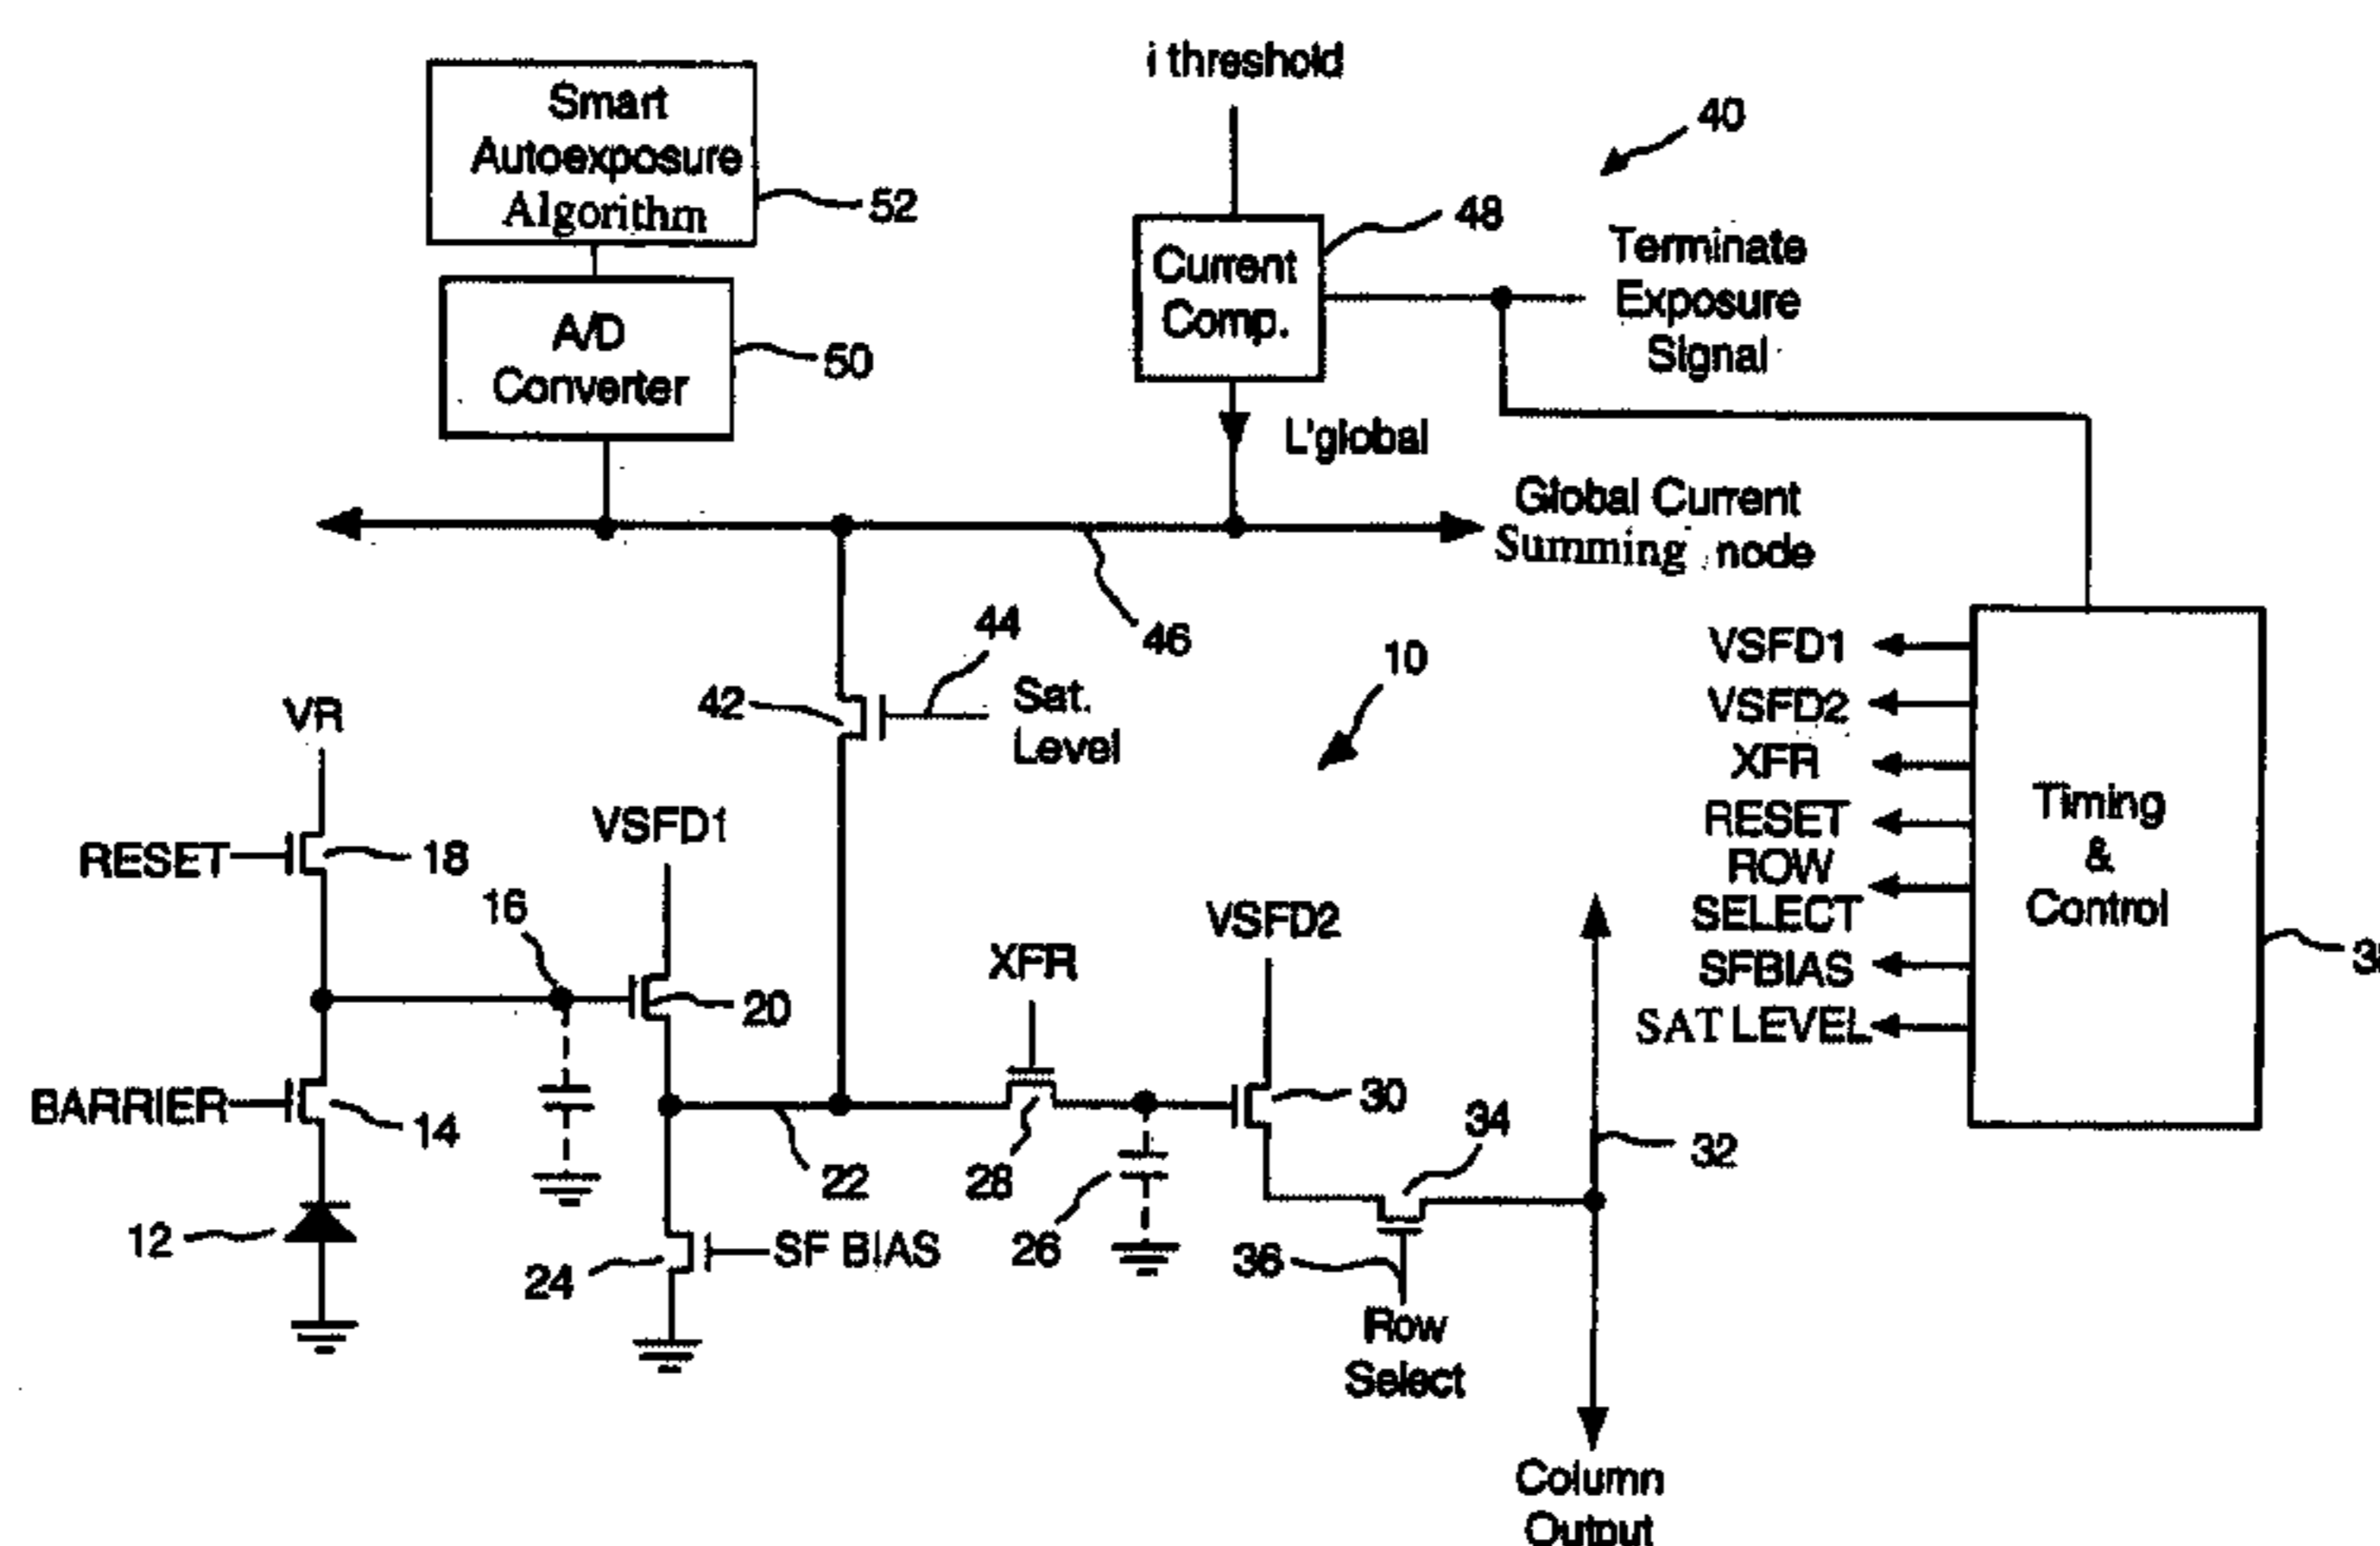 Smart
Autoexposure
Algorithm
52
A/D
Converter
50
i threshold
40
Current
Comp.
48
Terminate
Exposure
Signal
L'global
Global Current
Summing node
46
44
42
Sat.
Level
10
VR
RESET
18
VSFD1
16
20
BARRIER
14
12
22
24
SF BIAS
XFR
28
26
VSFD2
30
34
36
Row
Select
32
Column
Output
VSFD1
VSFD2
XFR
RESET
ROW
SELECT
SFBIAS
SAT LEVEL
Timing
&
Control